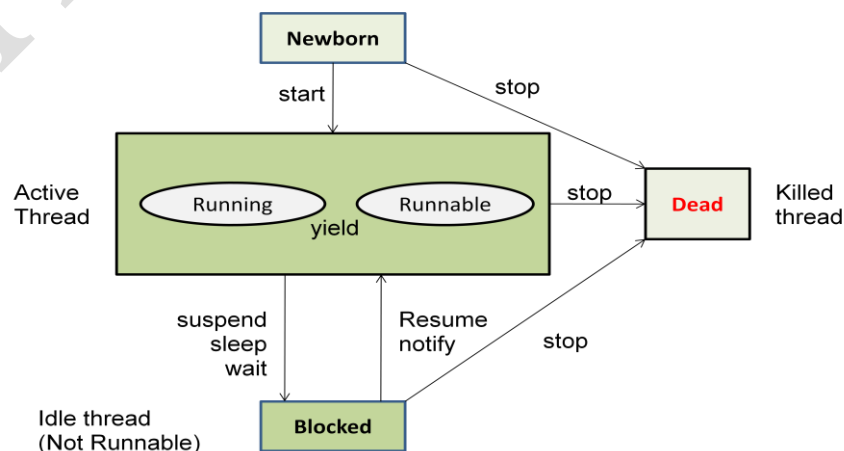 Newborn
start
stop
Active
Thread
Running
Runnable
yield
stop
Dead
Killed
thread
suspend
sleep
wait
Resume
notify
stop
Idle thread
(Not Runnable)
Blocked